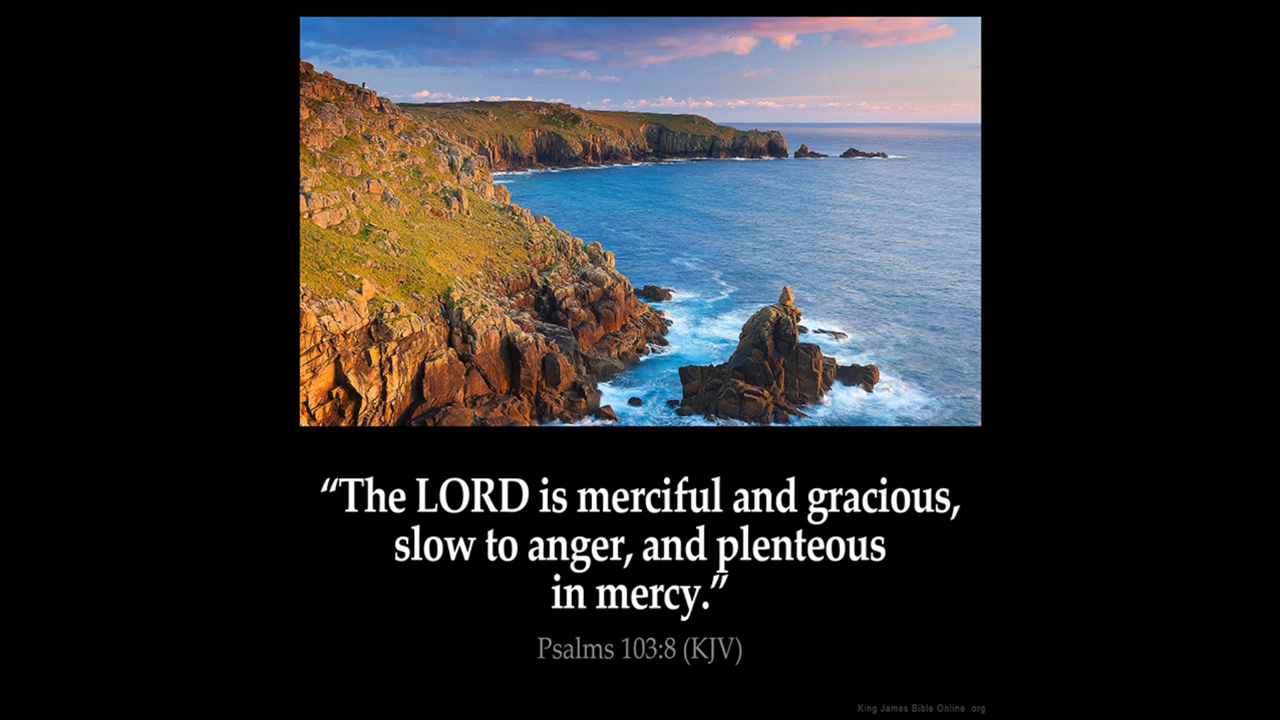 “The LORD is merciful and gracious,
slow to anger, and plenteous
in mercy.”
Psalms 103:8 (KJV)
King James Bible Online .org